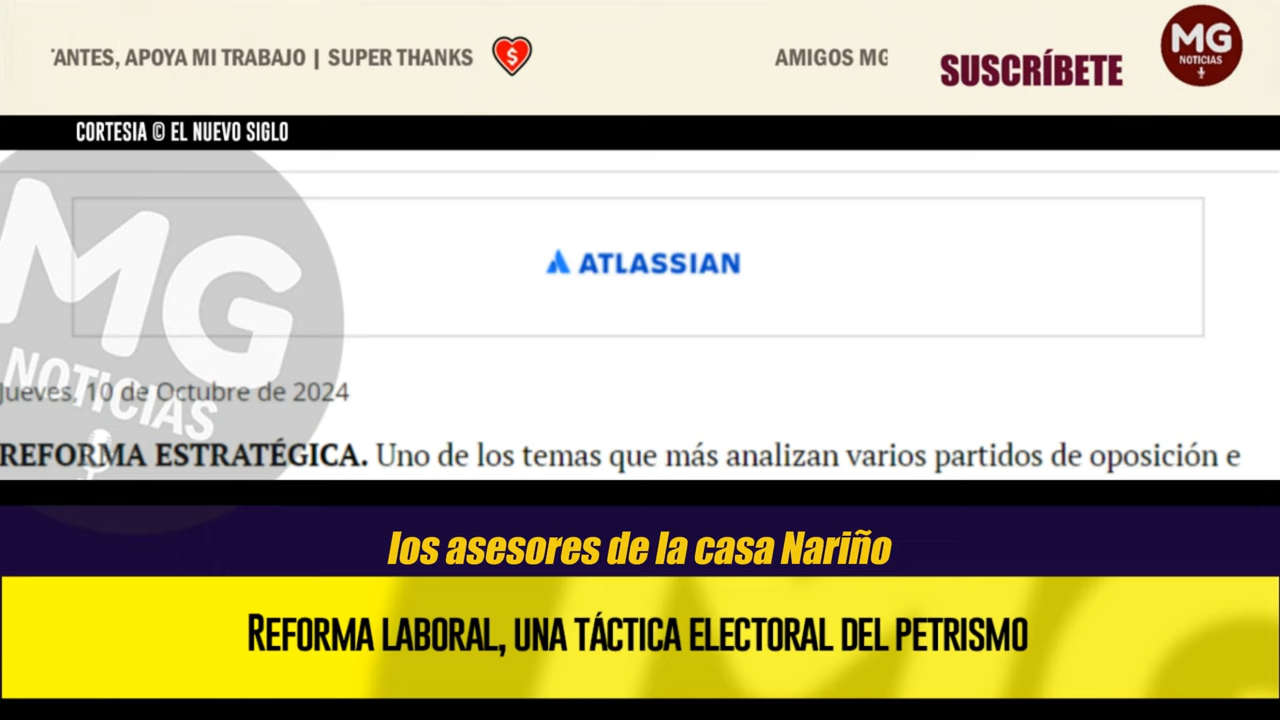 'ANTES, APOYA MI TRABAJO | SUPER THANKS
$
AMIGOS MG
SUSCRÍBETE
MG
NOTICIAS
CORTESIA © EL NUEVO SIGLO
ATLASSIAN
MG
NOTICIAS
Jueves, 10 de Octubre de 2024
REFORMA ESTRATÉGICA. Uno de los temas que más analizan varios partidos de oposición e
los asesores de la casa Nariño
REFORMA LABORAL, UNA TÁCTICA ELECTORAL DEL PETRISMO